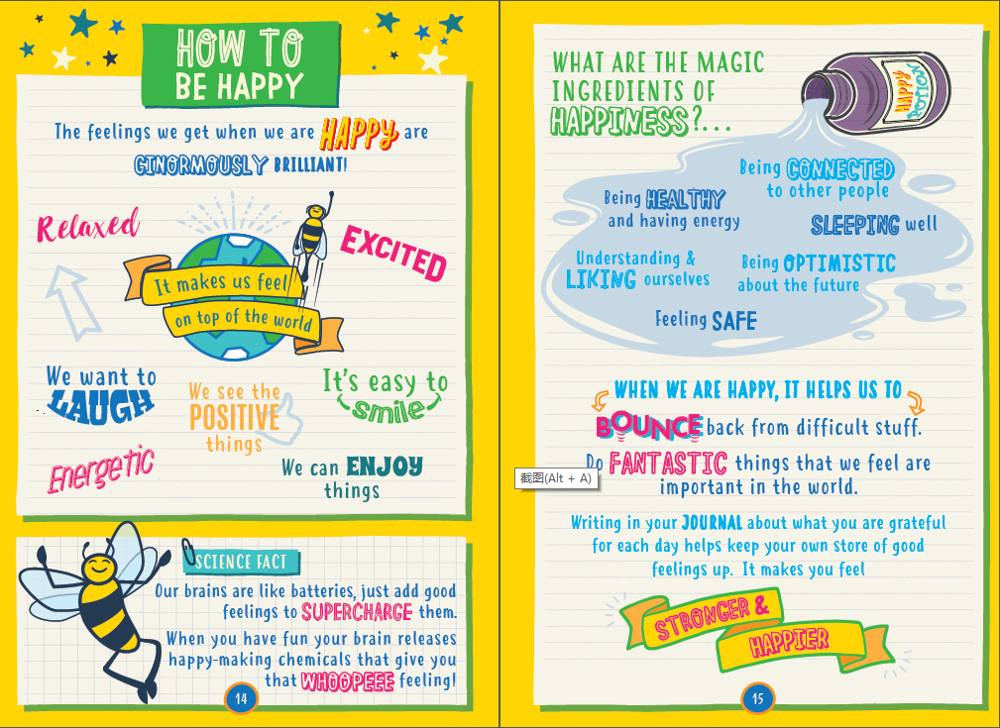 HOW TO
BE HAPPY
The feelings we get when we are HAPPY are
GINORMOUSLY BRILLIANT!
Relaxed
EXCITED
It makes us feel
on top of the world
We want to
LAUGH
We see the
POSITIVE
things
It's easy to
smile
Energetic
We can ENJOY
things
SCIENCE FACT
Our brains are like batteries, just add good
feelings to SUPERCHARGE them.
When you have fun your brain releases
happy-making chemicals that give you
that WHOOPEEE feeling!
14
WHAT ARE THE MAGIC
INGREDIENTS OF
HAPPINESS?...
HAPPY
POTION
Being CONNECTED
to other people
Being HEALTHY
and having energy
SLEEPING well
Understanding &
LIKING ourselves
Being OPTIMISTIC
about the future
Feeling SAFE
WHEN WE ARE HAPPY, IT HELPS US TO
BOUNCE back from difficult stuff.
Do FANTASTIC things that we feel are
important in the world.
截图(Alt + A)
Writing in your JOURNAL about what you are grateful
for each day helps keep your own store of good
feelings up. It makes you feel
STRONGER &
HAPPIER
15